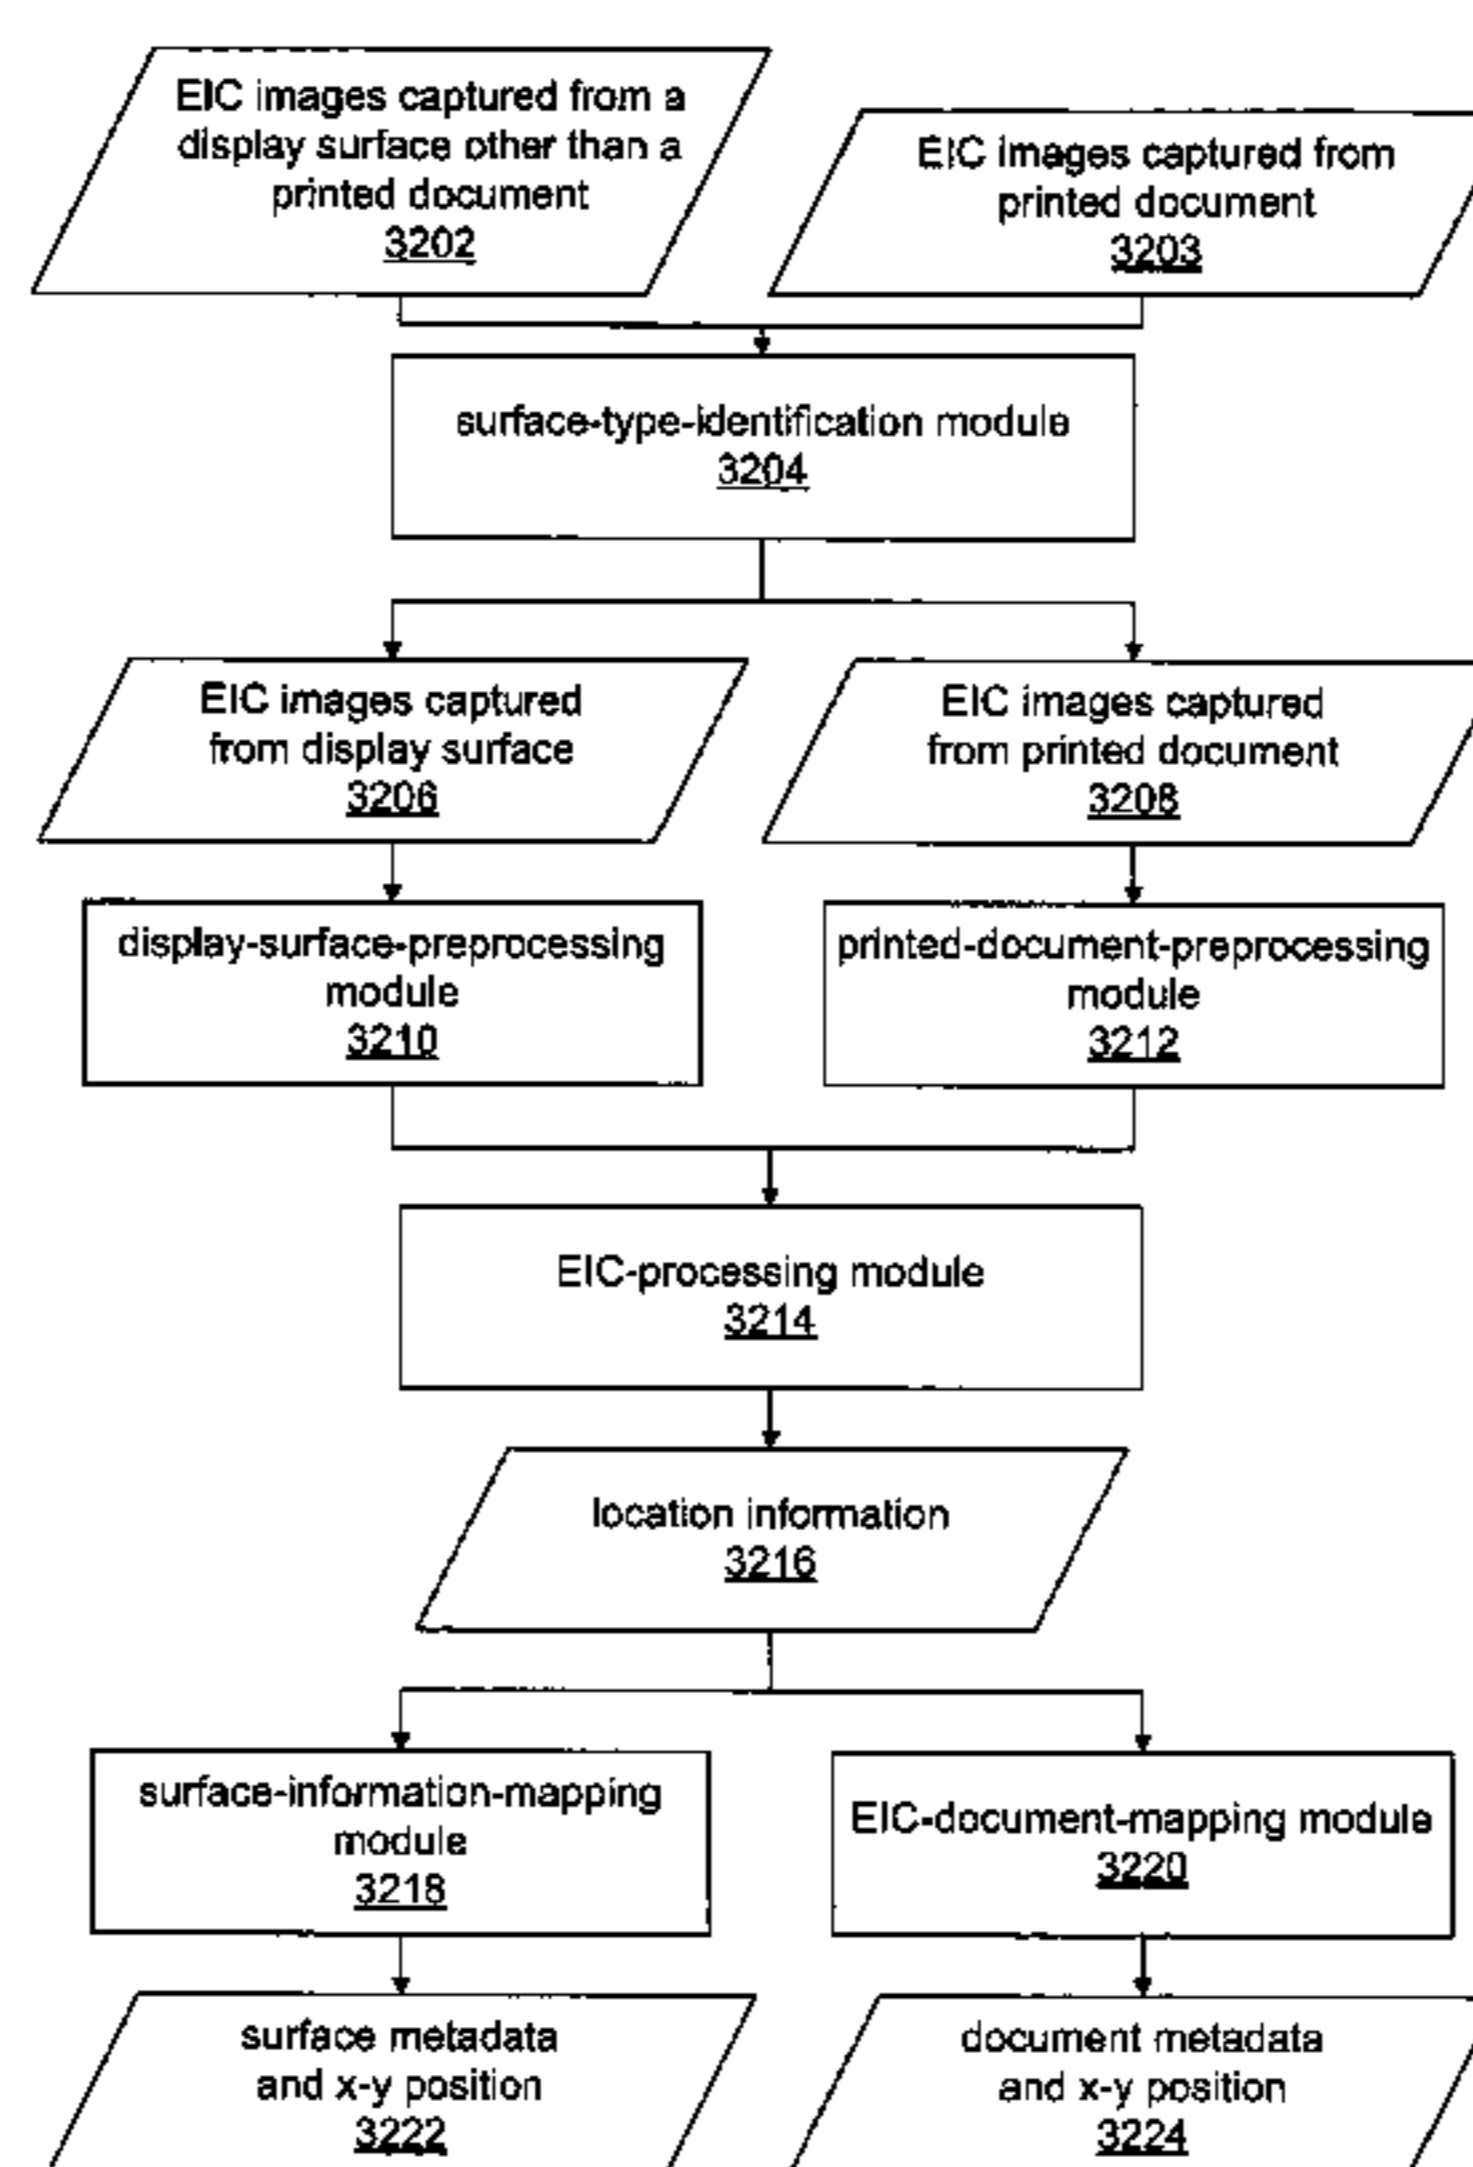 EIC images captured from a
display surface other than a
printed document
3202
EIC images captured from
printed document
3203
surface-type-identification module
3204
EIC images captured
from display surface
3206
EIC images captured
from printed document
3208
display-surface-preprocessing
module
3210
printed-document-preprocessing
module
3212
EIC-processing module
3214
location information
3216
surface-information-mapping
module
3218
EIC-document-mapping module
3220
surface metadata
and x-y position
3222
document metadata
and x-y position
3224